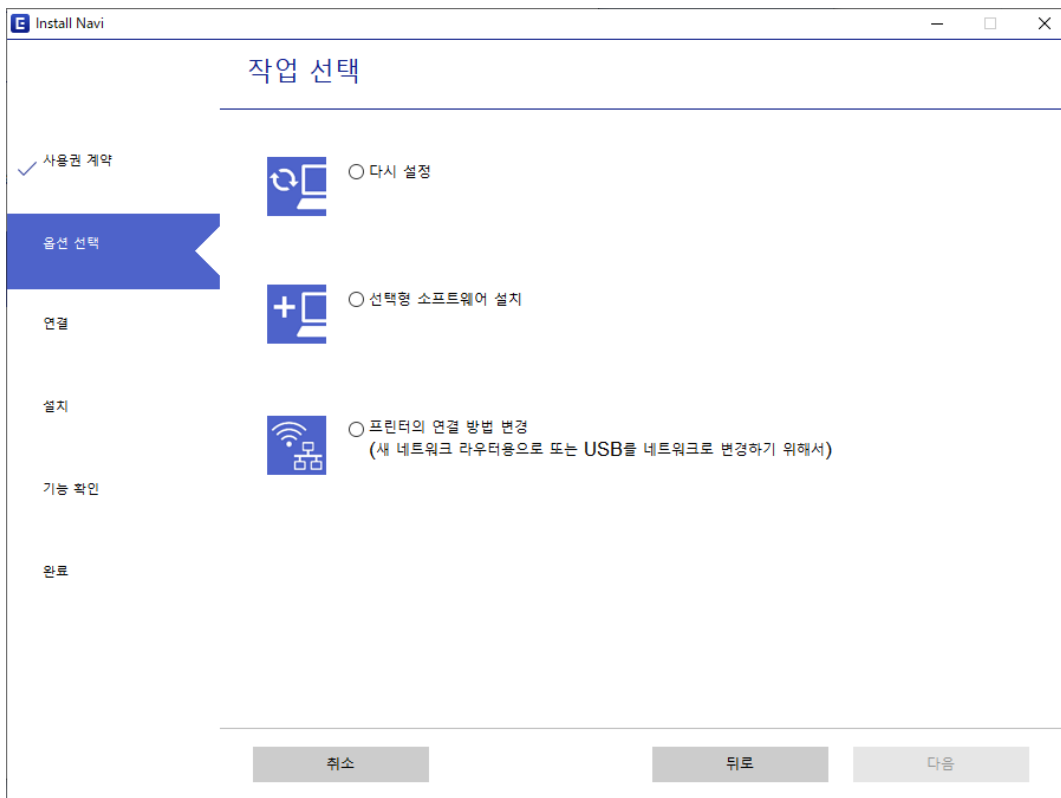 Install Navi
작업 선택
사용권 계약
옵션 선택
연결
설치
기능 확인
완료
다시 설정
선택형 소프트웨어 설치
프린터의 연결 방법 변경
(새 네트워크 라우터용으로 또는 USB를 네트워크로 변경하기 위해서)
취소
뒤로
다음